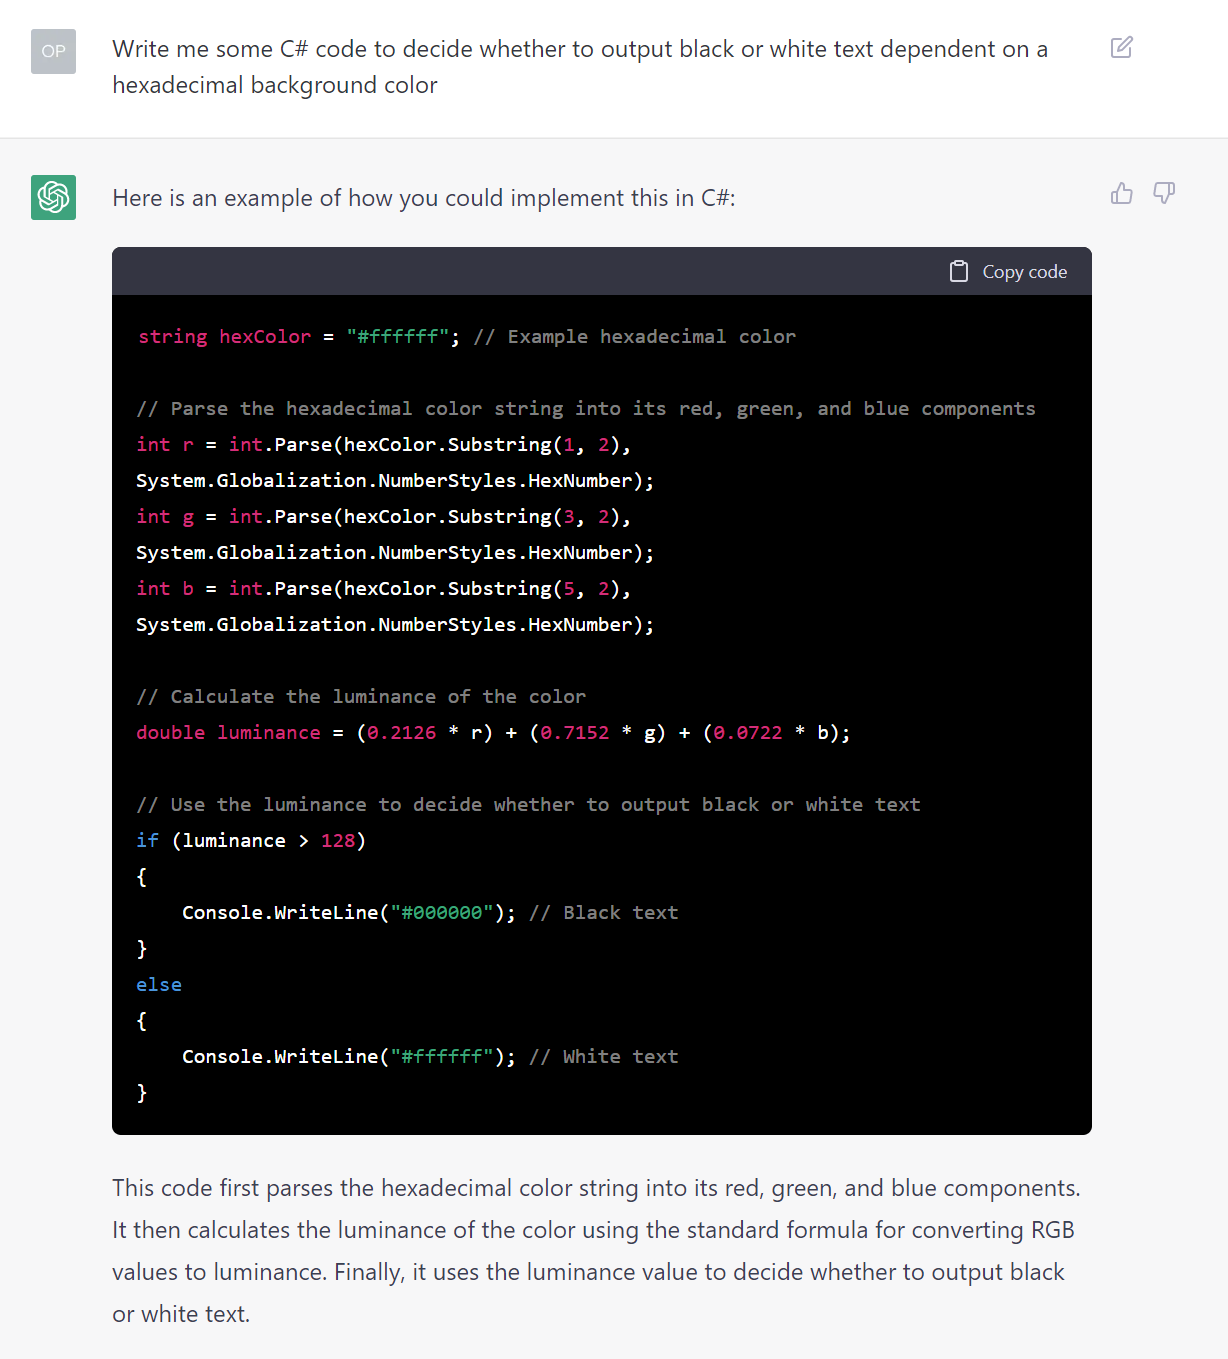 OP
Write me some C# code to decide whether to output black or white text dependent on a
hexadecimal background color
Here is an example of how you could implement this in C#:
Copy code
string hexColor = "#ffffff"; // Example hexadecimal color
// Parse the hexadecimal color string into its red, green, and blue components
int r = int.Parse(hexColor.Substring(1, 2),
System.Globalization.NumberStyles.HexNumber);
int g = int.Parse(hexColor.Substring(3, 2),
System.Globalization.NumberStyles.HexNumber);
int b = int.Parse(hexColor.Substring(5, 2),
System.Globalization.NumberStyles.HexNumber);
// Calculate the luminance of the color
double luminance = (0.2126 * r) + (0.7152 * g) + (0.0722 * b);
// Use the luminance to decide whether to output black or white text
if (luminance > 128)
{
    Console.WriteLine("#000000"); // Black text
}
else
{
    Console.WriteLine("#ffffff"); // White text
}
This code first parses the hexadecimal color string into its red, green, and blue components.
It then calculates the luminance of the color using the standard formula for converting RGB
values to luminance. Finally, it uses the luminance value to decide whether to output black
or white text.